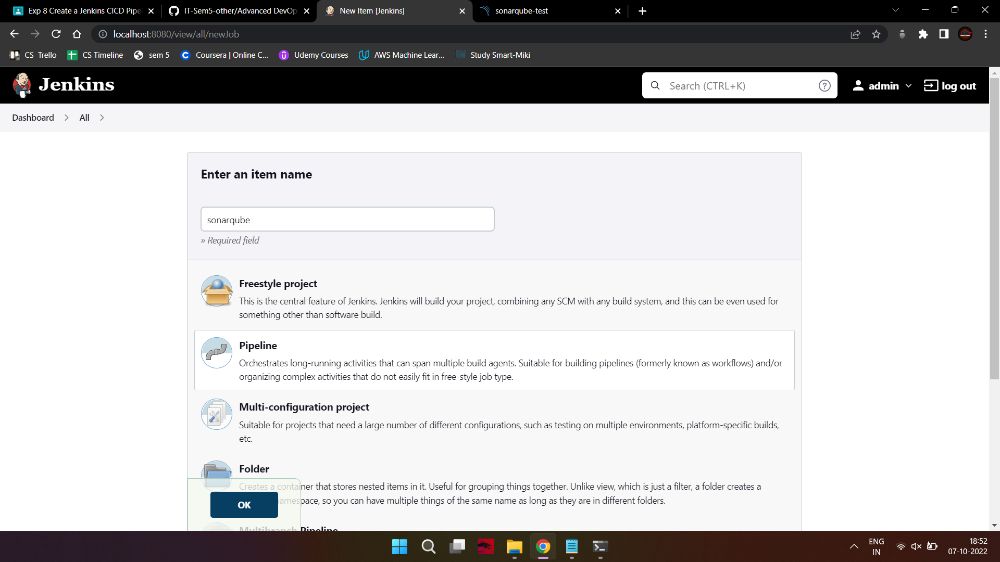 Exp 8 Create a Jenkins CICD Pipel
IT-Sem5-other/Advanced DevOp
New Item [Jenkins]
sonarqube-test
localhost:8080/view/all/newJob
CS Trello
CS Timeline
sem 5
Coursera | Online C...
Udemy Courses
AWS Machine Lear...
Study Smart-Miki
Jenkins
Search (CTRL+K)
admin
log out
Dashboard
All
Enter an item name
sonarqube
» Required field
Freestyle project
This is the central feature of Jenkins. Jenkins will build your project, combining any SCM with any build system, and this can be even used for
something other than software build.
Pipeline
Orchestrates long-running activities that can span multiple build agents. Suitable for building pipelines (formerly known as workflows) and/or
organizing complex activities that do not easily fit in free-style job type.
Multi-configuration project
Suitable for projects that need a large number of different configurations, such as testing on multiple environments, platform-specific builds,
etc.
Folder
Creates a container that stores nested items in it. Useful for grouping things together. Unlike view, which is just a filter, a folder creates a
amespace, so you can have multiple things of the same name as long as they are in different folders.
OK
Multibranch Pipeline
ENG
IN
18:52
07-10-2022